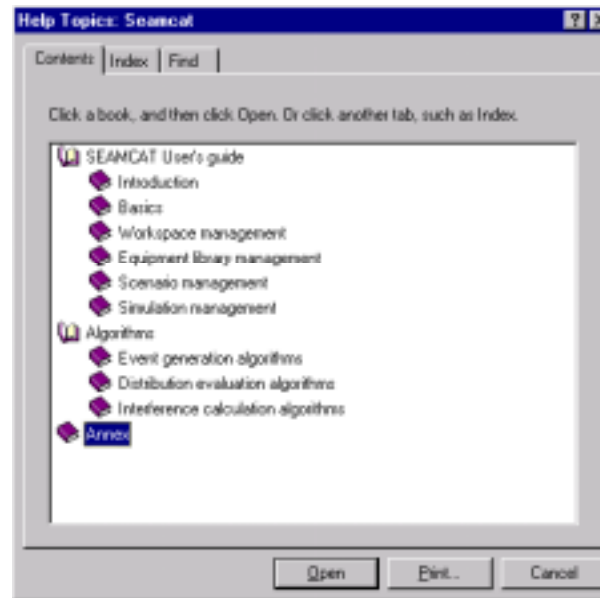 Help Topics: Seamcat
Contents Index Find
Click a book, and then click Open. Or click another tab, such as Index.
SEAMCAT User's guide
Introduction
Basics
Workspace management
Equipment library management
Scenario management
Simulation management
Algorithms
Event generation algorithms
Distribution evaluation algorithms
Interference calculation algorithms
Annex
Open Print... Cancel